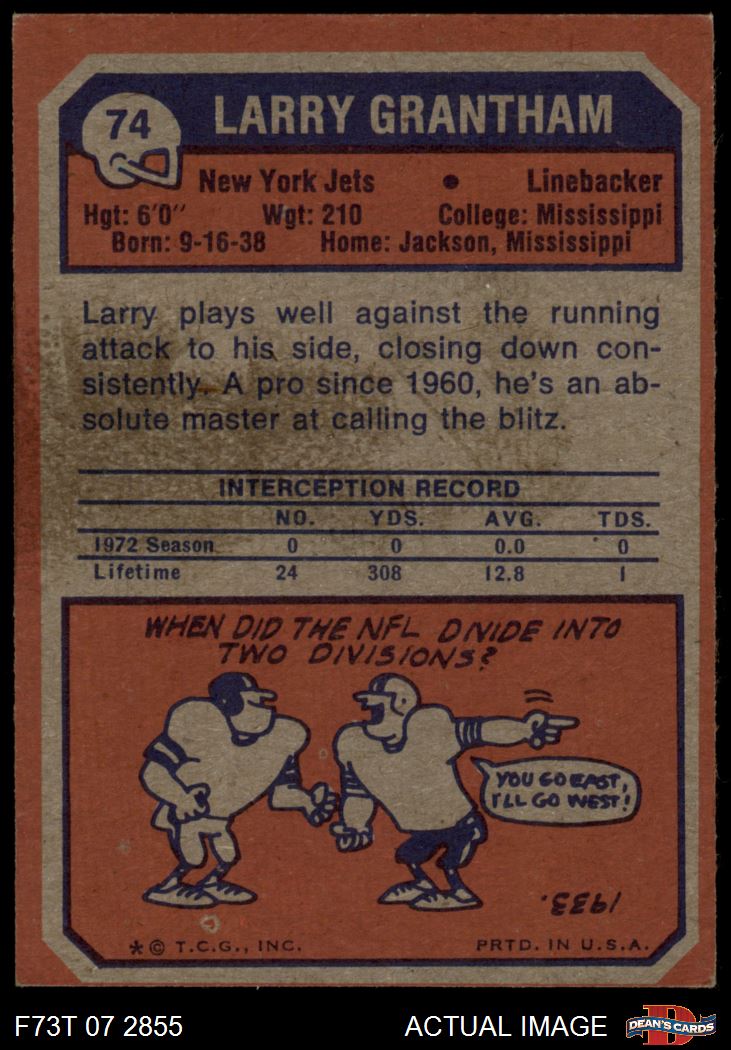 74
LARRY GRANTHAM
New York Jets • Linebacker
Hgt: 6'0" Wgt: 210 College: Mississippi
Born: 9-16-38 Home: Jackson, Mississippi
Larry plays well against the running
attack to his side, closing down con-
sistently. A pro since 1960, he's an ab-
solute master at calling the blitz.
INTERCEPTION RECORD
NO. YDS. AVG. TDS.
1972 Season 0 0 0.0 0
Lifetime 24 308 12.8 1
WHEN DID THE NFL DIVIDE INTO
TWO DIVISIONS?
YOU GO EAST,
I'LL GO WEST!
1933.
* © T.C.G., INC. PRTD. IN U.S.A.
F73T 07 2855 ACTUAL IMAGE D DEAN'S CARDS